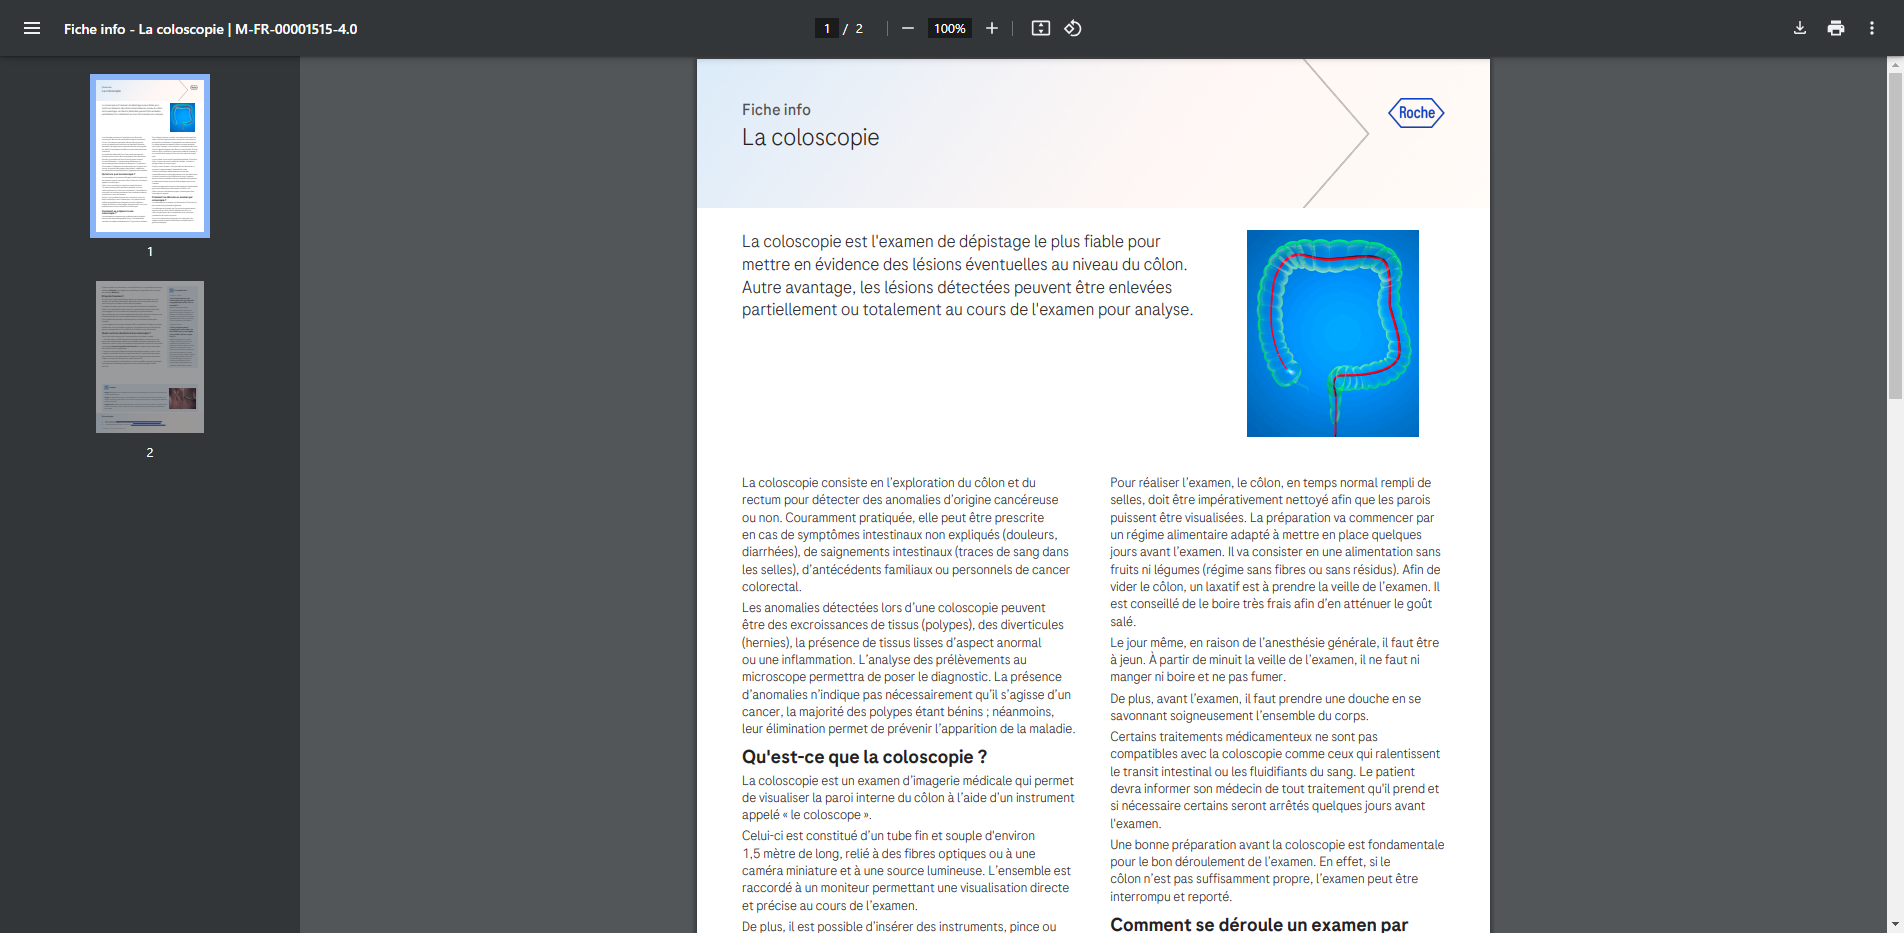 Fiche info - La coloscopie | M-FR-00001515-4.0
1 / 2
100%
1
2
Fiche info
La coloscopie
Roche
La coloscopie est l'examen de dépistage le plus fiable pour
mettre en évidence des lésions éventuelles au niveau du côlon.
Autre avantage, les lésions détectées peuvent être enlevées
partiellement ou totalement au cours de l'examen pour analyse.
La coloscopie consiste en l'exploration du côlon et du
rectum pour détecter des anomalies d'origine cancéreuse
ou non. Couramment pratiquée, elle peut être prescrite
en cas de symptômes intestinaux non expliqués (douleurs,
diarrhées), de saignements intestinaux (traces de sang dans
les selles), d'antécédents familiaux ou personnels de cancer
colorectal.
Les anomalies détectées lors d'une coloscopie peuvent
être des excroissances de tissus (polypes), des diverticules
(hernies), la présence de tissus lisses d'aspect anormal
ou une inflammation. L'analyse des prélèvements au
microscope permettra de poser le diagnostic. La présence
d'anomalies n'indique pas nécessairement qu'il s'agisse d'un
cancer, la majorité des polypes étant bénins ; néanmoins,
leur élimination permet de prévenir l'apparition de la maladie.
Qu'est-ce que la coloscopie ?
La coloscopie est un examen d'imagerie médicale qui permet
de visualiser la paroi interne du côlon à l'aide d'un instrument
appelé « le coloscope ».
Celui-ci est constitué d'un tube fin et souple d'environ
1,5 mètre de long, relié à des fibres optiques ou à une
caméra miniature et à une source lumineuse. L'ensemble est
raccordé à un moniteur permettant une visualisation directe
et précise au cours de l'examen.
De plus, il est possible d'insérer des instruments, pince ou
Pour réaliser l'examen, le côlon, en temps normal rempli de
selles, doit être impérativement nettoyé afin que les parois
puissent être visualisées. La préparation va commencer par
un régime alimentaire adapté à mettre en place quelques
jours avant l'examen. Il va consister en une alimentation sans
fruits ni légumes (régime sans fibres ou sans résidus). Afin de
vider le côlon, un laxatif est à prendre la veille de l'examen. Il
est conseillé de le boire très frais afin d'en atténuer le goût
salé.
Le jour même, en raison de l'anesthésie générale, il faut être
à jeun. À partir de minuit la veille de l'examen, il ne faut ni
manger ni boire et ne pas fumer.
De plus, avant l'examen, il faut prendre une douche en se
savonnant soigneusement l'ensemble du corps.
Certains traitements médicamenteux ne sont pas
compatibles avec la coloscopie comme ceux qui ralentissent
le transit intestinal ou les fluidifiants du sang. Le patient
devra informer son médecin de tout traitement qu'il prend et
si nécessaire certains seront arrêtés quelques jours avant
l'examen.
Une bonne préparation avant la coloscopie est fondamentale
pour le bon déroulement de l'examen. En effet, si le
côlon n'est pas suffisamment propre, l'examen peut être
interrompu et reporté.
Comment se déroule un examen par